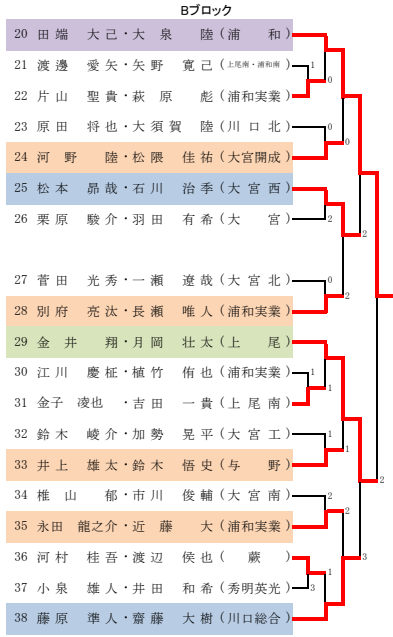 Bブロック
20 田端 大己・大泉 陸(浦和)
21 渡邊 愛矢・矢野 寛己(上尾南・浦和南)
22 片山 聖貴・萩原 彪(浦和実業)
23 原田 将也・大須賀 陸(川口北)
24 河野 陸・松隈 佳祐(大宮開成)
25 松本 昴哉・石川 治季(大宮西)
26 栗原 駿介・羽田 有希(大宮)
27 菅田 光秀・一瀬 遼哉(大宮北)
28 別府 亮汰・長瀬 唯人(浦和実業)
29 金井 翔・月岡 壮太(上尾)
30 江川 慶柾・植竹 侑也(浦和実業)
31 金子 凌也・吉田 一貴(上尾南)
32 鈴木 崚介・加勢 晃平(大宮工)
33 井上 雄太・鈴木 悟史(与野)
34 椎山 郁・市川 俊輔(大宮南)
35 永田 龍之介・近藤 大(浦和実業)
36 河村 桂吾・渡辺 侯也(蕨)
37 小泉 雄人・井田 和希(秀明英光)
38 藤原 準人・齋藤 大樹(川口総合)
1
0
0
0
2
2
0
2
1
1
1
1
2
2
2
3
1
3